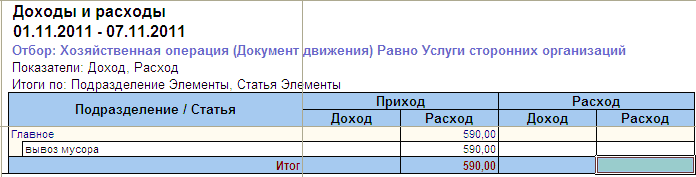 Доходы и расходы
01.11.2011 - 07.11.2011
Отбор: Хозяйственная операция (Документ движения) Равно Услуги сторонних организаций
Показатели: Доход, Расход
Итоги по: Подразделение Элементы, Статья Элементы
Подразделение / Статья Приход Расход
Доход Расход Доход Расход
Главное 590,00
вывоз мусора 590,00
Итог 590,00